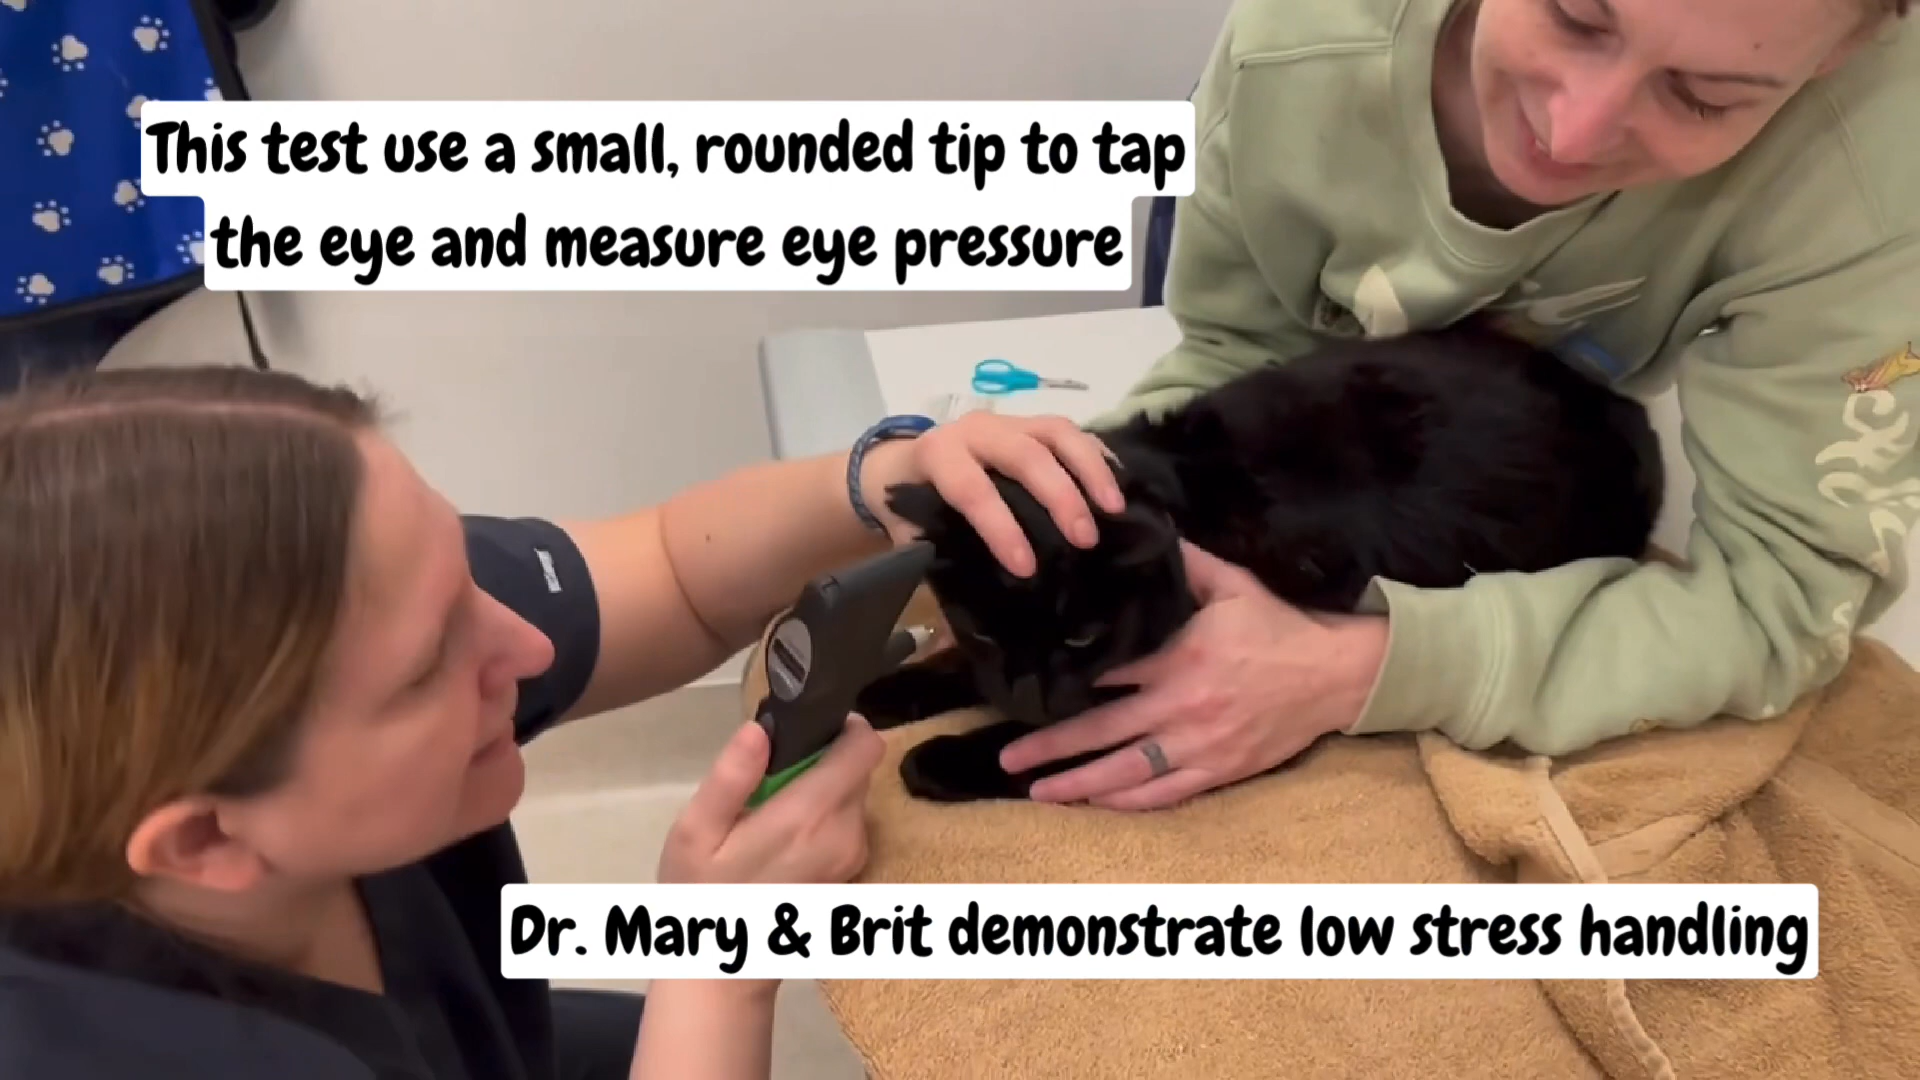 This test use a small, rounded tip to tap
the eye and measure eye pressure
Dr. Mary & Brit demonstrate low stress handling